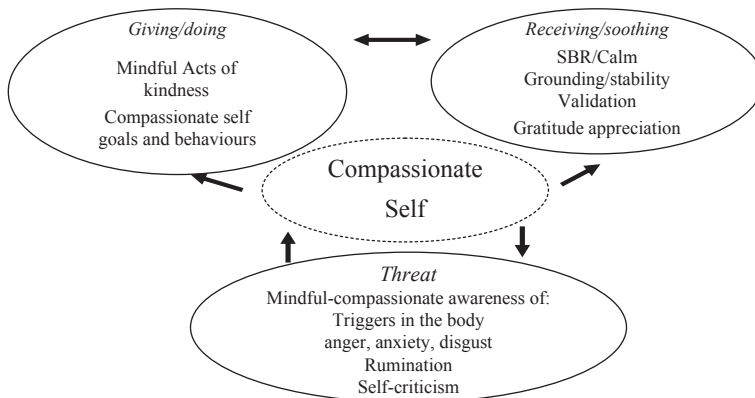 Giving/doing
Mindful Acts of
kindness
Compassionate self
goals and behaviours
Receiving/soothing
SBR/Calm
Grounding/stability
Validation
Gratitude appreciation
Compassionate
Self
Threat
Mindful-compassionate awareness of:
Triggers in the body
anger, anxiety, disgust
Rumination
Self-criticism